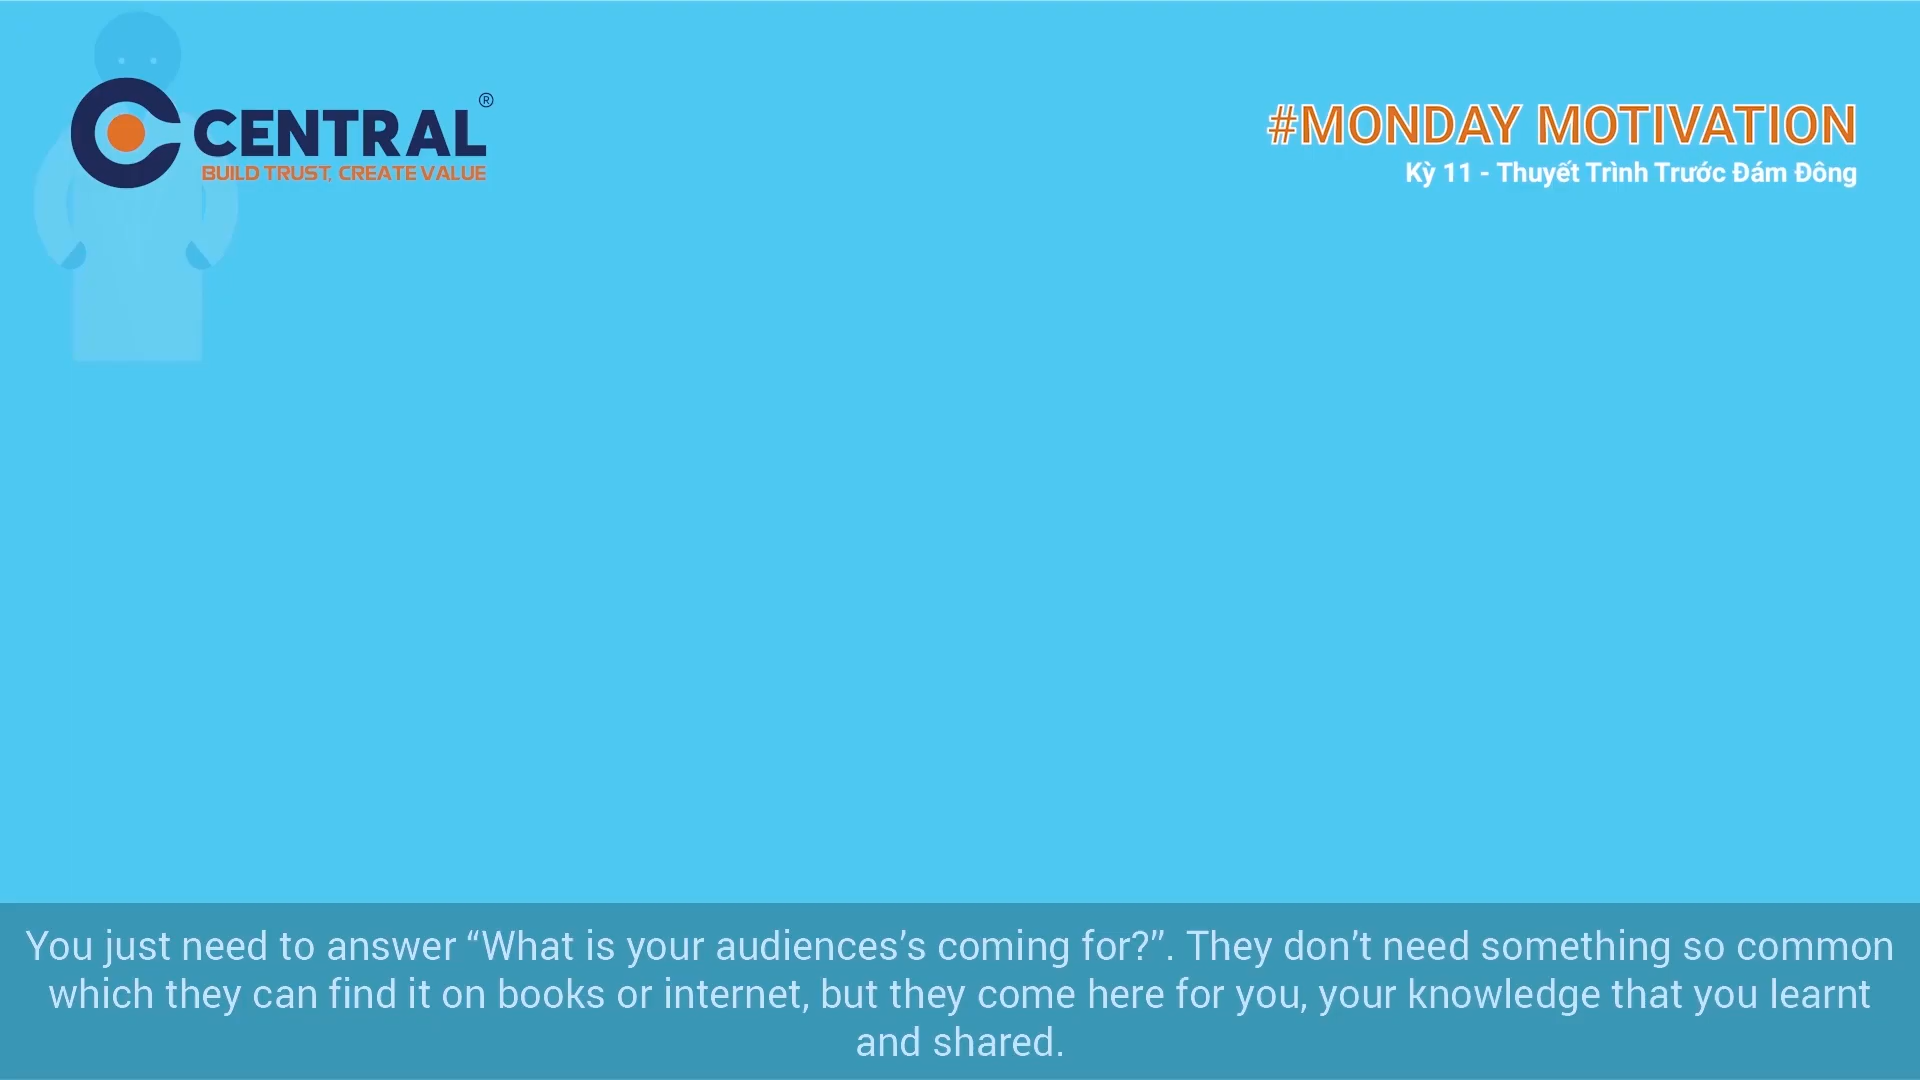 CENTRAL®
BUILD TRUST, CREATE VALUE
#MONDAY MOTIVATION
Kỳ 11 - Thuyết Trình Trước Đám Đông
You just need to answer “What is your audiences’s coming for?”. They don’t need something so common
which they can find it on books or internet, but they come here for you, your knowledge that you learnt
and shared.